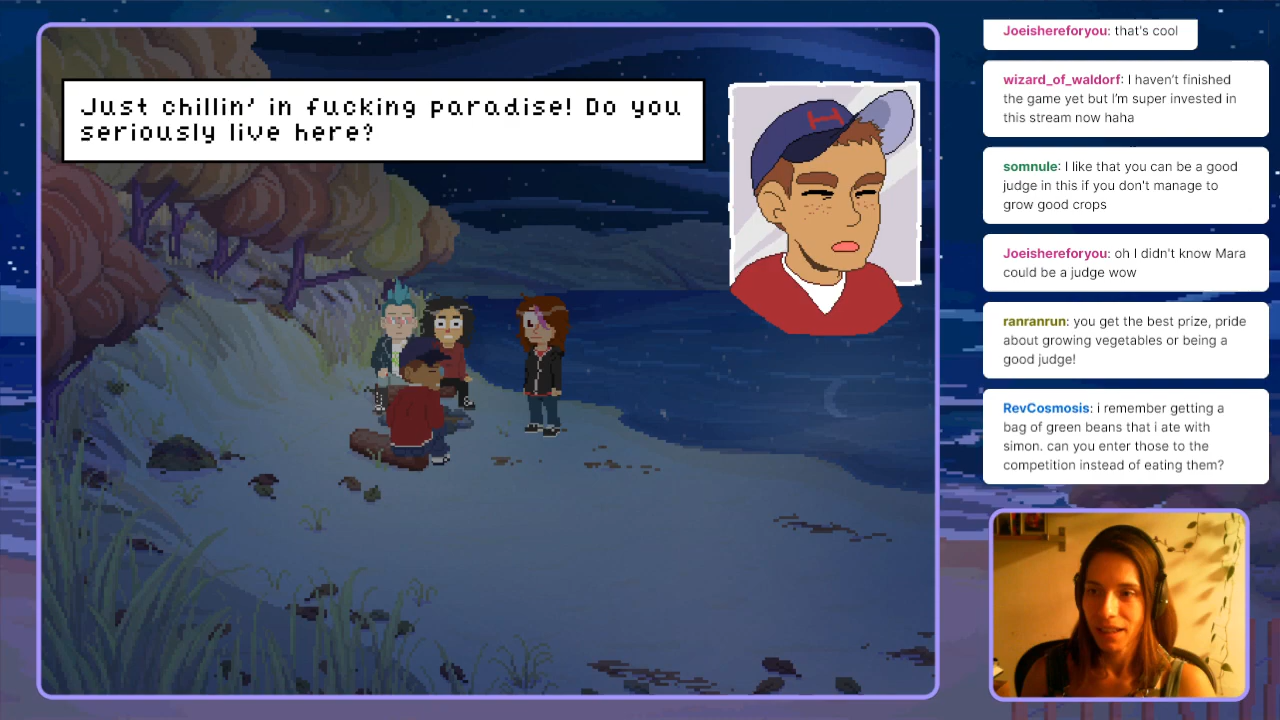 Just chillin' in fucking paradise! Do you
seriously live here?
H
Joeishereforyou: that's cool
wizard_of_waldorf: I haven't finished
the game yet but I'm super invested in
this stream now haha
somnule: I like that you can be a good
judge in this if you don't manage to
grow good crops
Joeishereforyou: oh I didn't know Mara
could be a judge wow
ranranrun: you get the best prize, pride
about growing vegetables or being a
good judge!
RevCosmosis: i remember getting a
bag of green beans that i ate with
simon. can you enter those to the
competition instead of eating them?